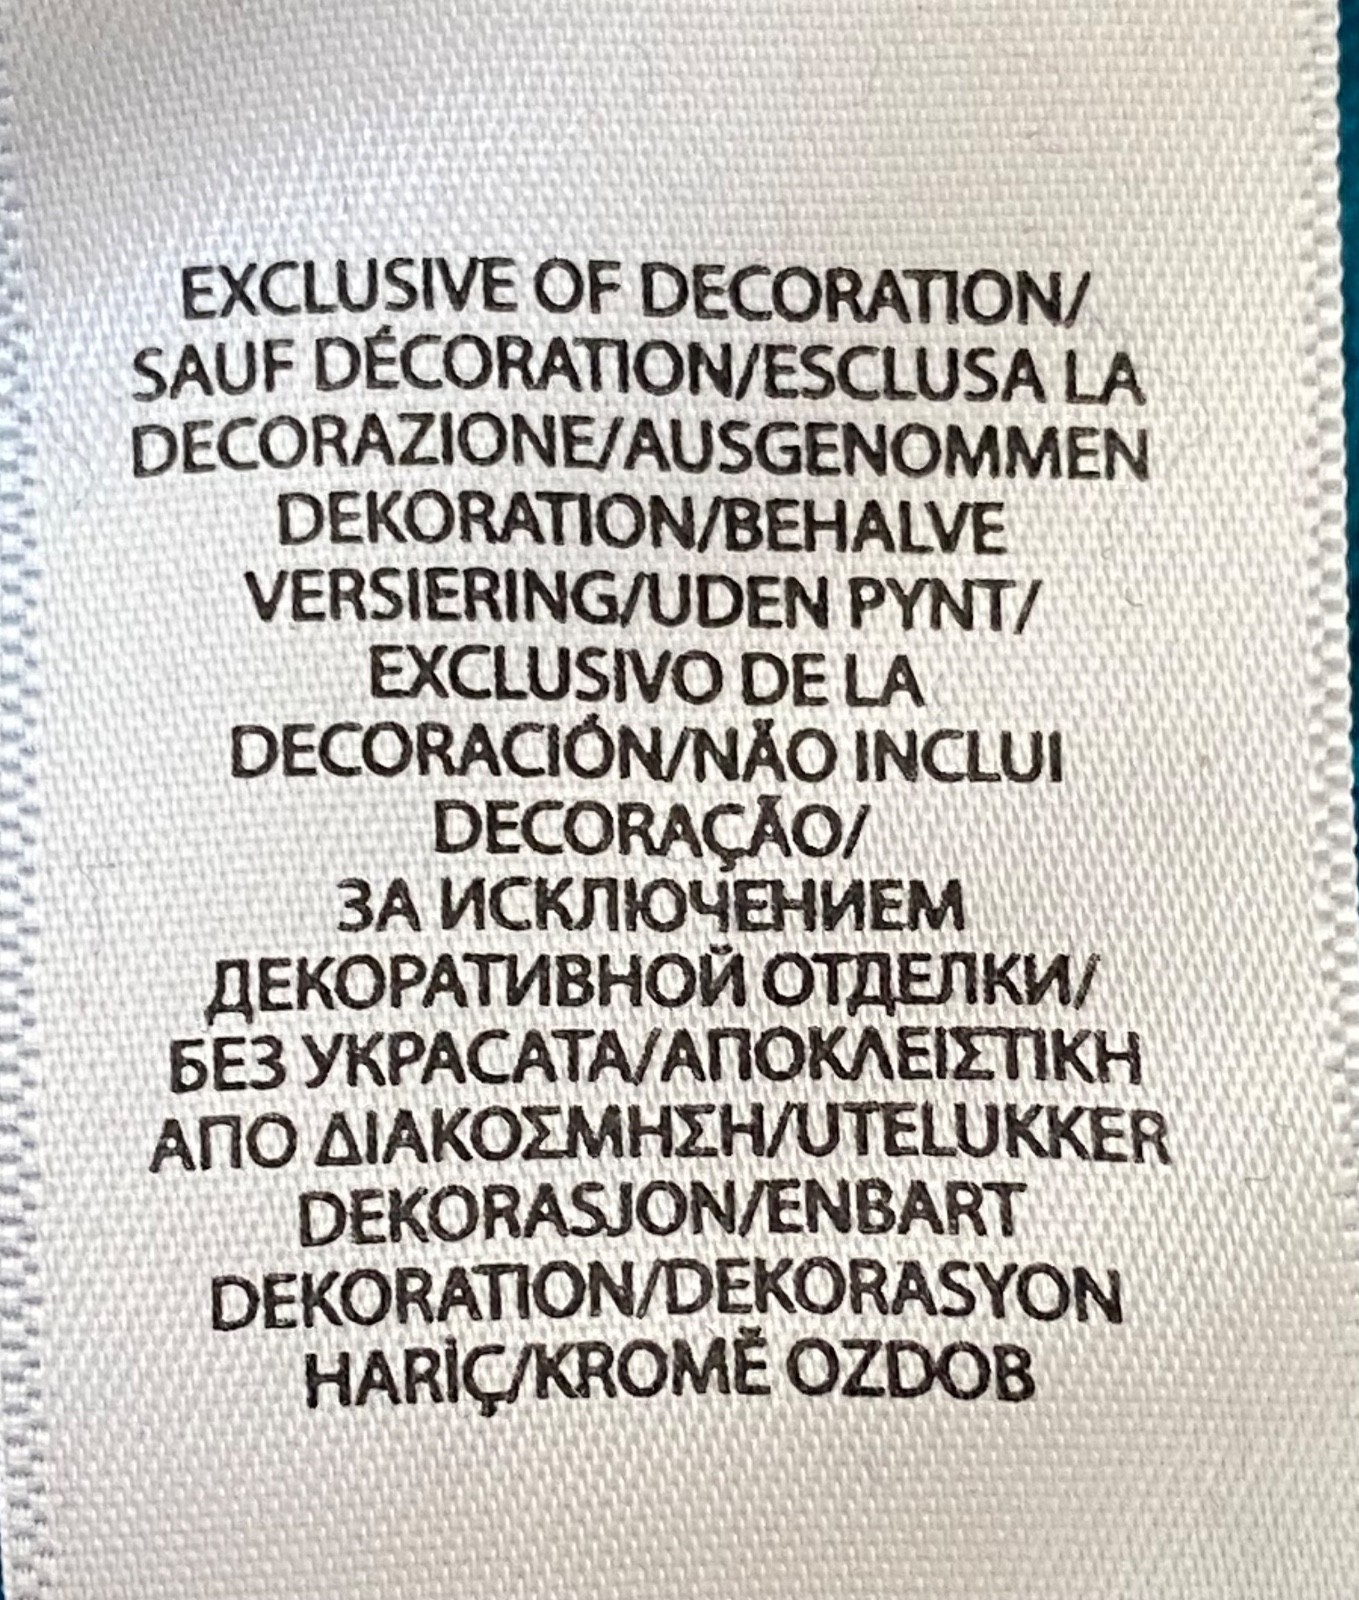 EXCLUSIVE OF DECORATION/
SAUF DÉCORATION/ESCLUSA LA
DECORAZIONE/AUSGENOMMEN
DEKORATION/BEHALVE
VERSIERING/UDEN PYNT/
EXCLUSIVO DE LA
DECORACIÓN/NÃO INCLUI
DECORAÇÃO/
ЗА ИСКЛЮЧЕНИЕМ
ДЕКОРАТИВНОЙ ОТДЕЛКИ/
БЕЗ УКРАСАТА/ΑΠΟΚΛΕΙΣΤΙΚΗ
ΑΠΟ ΔΙΑΚΟΣΜΗΣΗ/UTELUKKER
DEKORASJON/ENBART
DEKORATION/DEKORASYON
HARİÇ/KROMĚ OZDOB